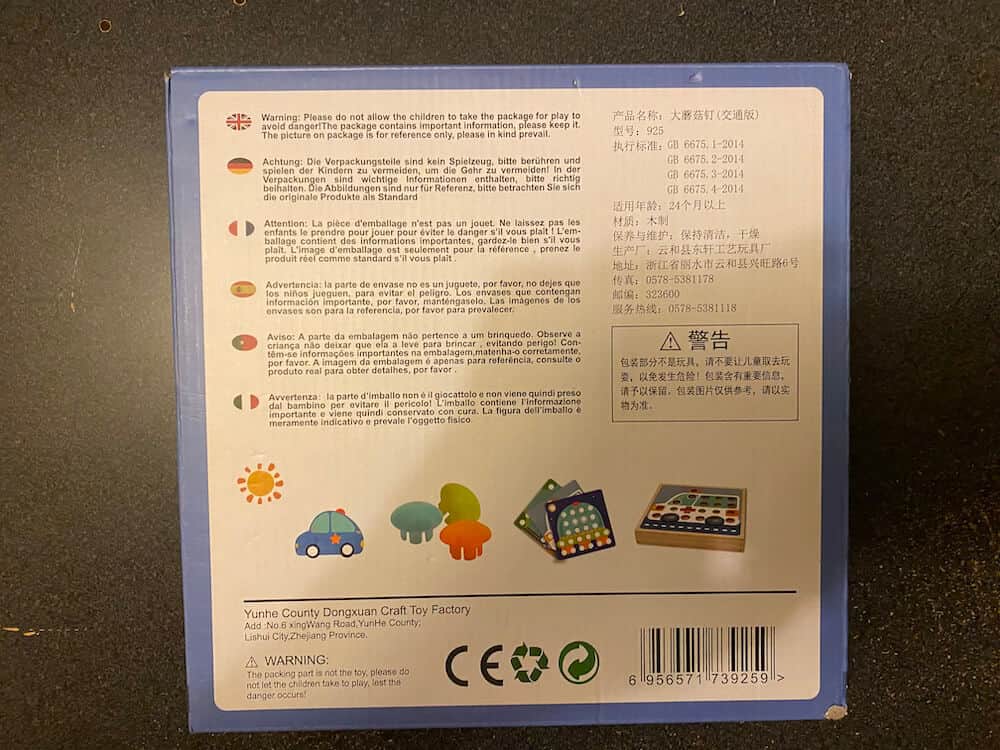 Warning: Please do not allow the children to take the package for play to
avoid danger!The package contains important information, please keep it.
The picture on package is for reference only, please in kind prevail.
Achtung: Die Verpackungsteile sind kein Spielzeug, bitte berühren und
spielen der Kindern zu vermeiden, um die Gehr zu vermeiden! In der
Verpackungen sind wichtige Informationen enthalten, bitte richtig
beihalten. Die Abbildungen sind nur für Referenz, bitte betrachten Sie sich
die originale Produkte als Standard
Attention: La pièce d'emballage n'est pas un jouet. Ne laissez pas les
enfants le prendre pour jouer pour éviter le danger s'il vous plaît ! L'em-
ballage contient des informations importantes, gardez-le bien s'il vous
plaît. L'image d'emballage est seulement pour la référence , prenez le
produit réel comme standard s'il vous plaît .
Advertencia: la parte de envase no es un juguete, por favor, no dejes que
los niños jueguen, para evitar el peligro. Los envases que contengan
información importante, por favor, manténgaselo. Las imágenes de los
envases son para la referencia, por favor para prevalecer.
Aviso: A parte da embalagem não pertence a um brinquedo. Observe a
criança não deixar que ela a leve para brincar , evitando perigo! Con-
têm-se informações importantes na embalagem,matenha-o corretamente,
por favor. A imagem da embalagem é apenas para referência, consulte o
produto real para obter detalhes, por favor .
Avvertenza: la parte d'imballo non é il giocattolo e non viene quindi preso
dal bambino per evitare il pericolo! L'imballo contiene l'informazione
importante e viene quindi conservato con cura. La figura dell'imballo è
meramente indicativo e prevale l'oggetto fisico.
产品名称：大蘑菇钉(交通版)
型号：925
执行标准：GB 6675.1-2014
GB 6675.2-2014
GB 6675.3-2014
GB 6675.4-2014
适用年龄：24个月以上
材质：木制
保养与维护：保持清洁，干燥
生产厂：云和县东轩工艺玩具厂
地址：浙江省丽水市云和县兴旺路6号
传真：0578-5381178
邮编：323600
服务热线：0578-5381118
警告
包装部分不是玩具，请不要让儿童取去玩
耍，以免发生危险！包装含有重要信息，
请予以保留。包装图片仅供参考，请以实
物为准。
Yunhe County Dongxuan Craft Toy Factory
Add :No.6 xingWang Road,YunHe County;
Lishui City,Zhejiang Province.
WARNING:
The packing part is not the toy, please do
not let the children take to play, lest the
danger occurs!
CE
6 956571 739259 >